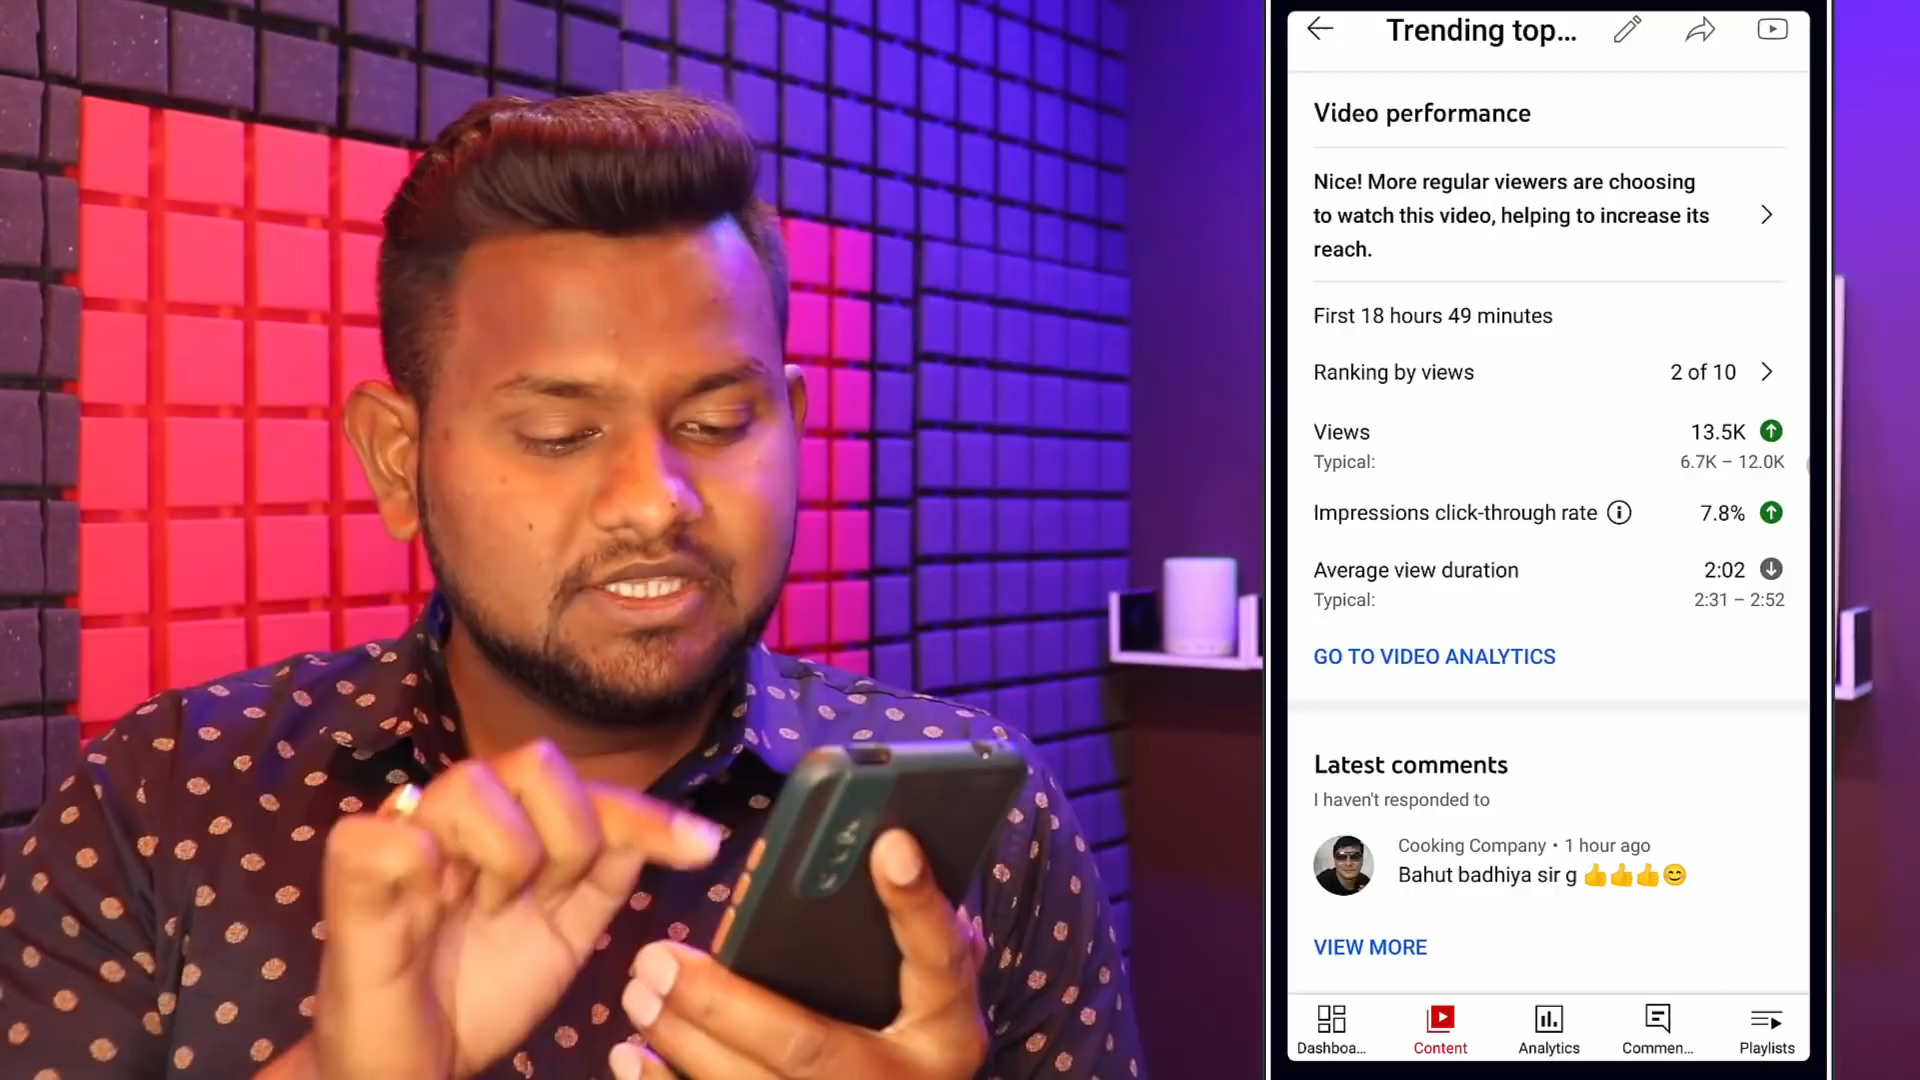 Trending top...
Video performance
Nice! More regular viewers are choosing
to watch this video, helping to increase its
reach.
First 18 hours 49 minutes
Ranking by views 2 of 10
Views 13.5K
Typical: 6.7K – 12.0K
Impressions click-through rate 7.8%
Average view duration 2:02
Typical: 2:31 – 2:52
GO TO VIDEO ANALYTICS
Latest comments
I haven't responded to
Cooking Company • 1 hour ago
Bahut badhiya sir g 👍👍👍😊
VIEW MORE
Dashboa... Content Analytics Commen... Playlists